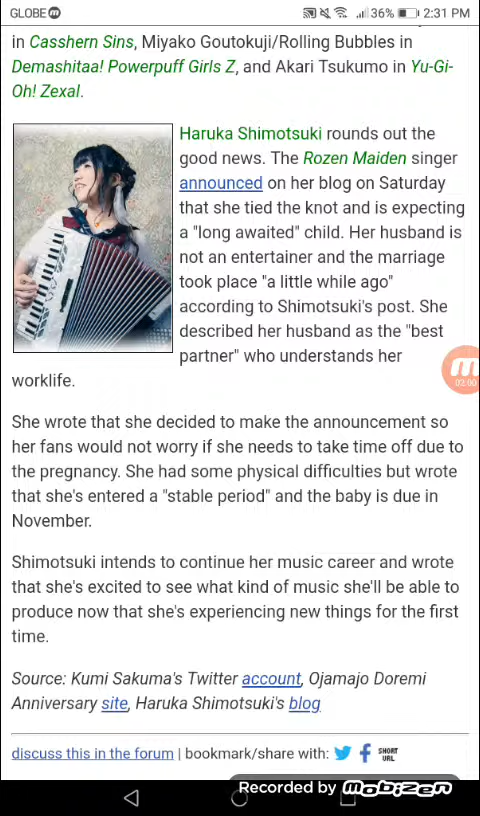 GLOBE 36% 2:31 PM
in Casshern Sins, Miyako Goutokuji/Rolling Bubbles in
Demashitaa! Powerpuff Girls Z, and Akari Tsukumo in Yu-Gi-
Oh! Zexal.
Haruka Shimotsuki rounds out the
good news. The Rozen Maiden singer
announced on her blog on Saturday
that she tied the knot and is expecting
a "long awaited" child. Her husband is
not an entertainer and the marriage
took place "a little while ago"
according to Shimotsuki's post. She
described her husband as the "best
partner" who understands her
worklife.
02:00
She wrote that she decided to make the announcement so
her fans would not worry if she needs to take time off due to
the pregnancy. She had some physical difficulties but wrote
that she's entered a "stable period" and the baby is due in
November.
Shimotsuki intends to continue her music career and wrote
that she's excited to see what kind of music she'll be able to
produce now that she's experiencing new things for the first
time.
Source: Kumi Sakuma's Twitter account, Ojamajo Doremi
Anniversary site, Haruka Shimotsuki's blog
discuss this in the forum | bookmark/share with: SHORT
URL
Recorded by mobizen